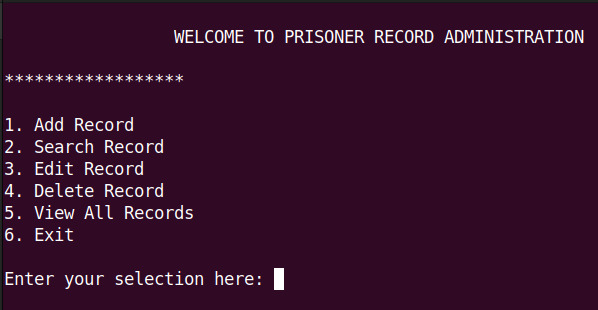 WELCOME TO PRISONER RECORD ADMINISTRATION
******************
1. Add Record
2. Search Record
3. Edit Record
4. Delete Record
5. View All Records
6. Exit
Enter your selection here: